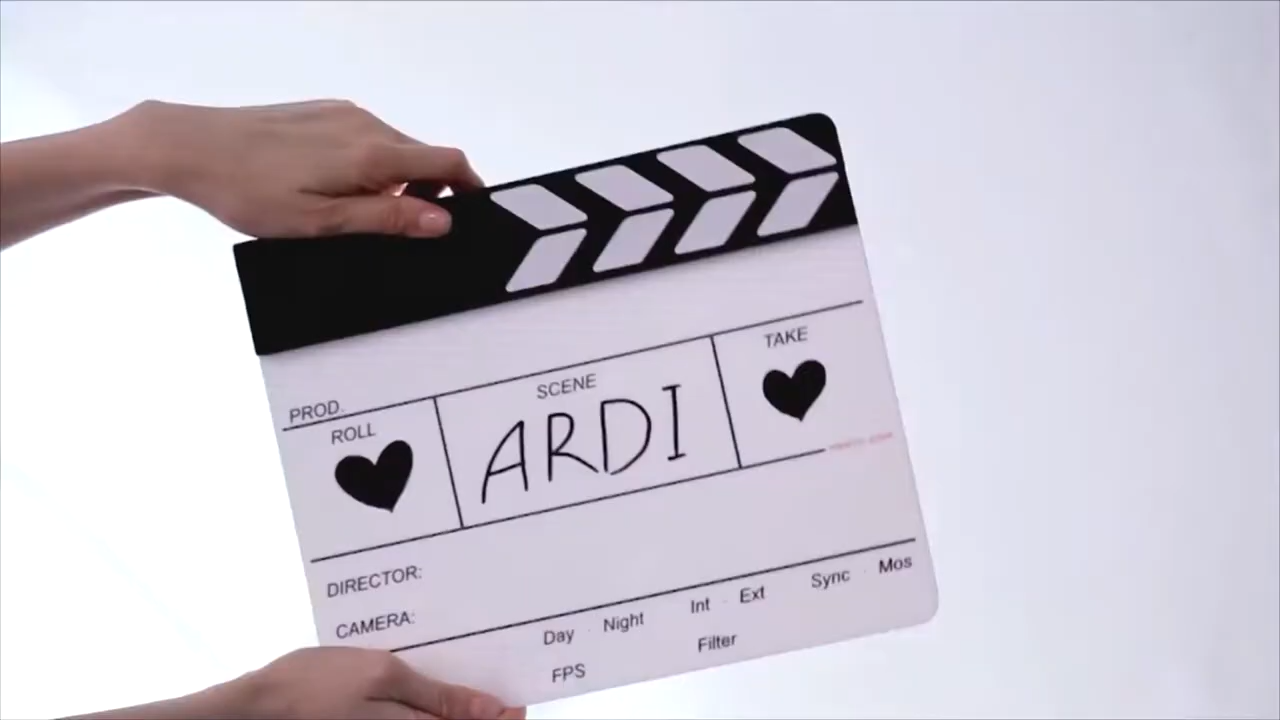 PROD.
ROLL SCENE TAKE
ARDI
DIRECTOR:
CAMERA:
Day Night Int Ext Sync Mos
FPS Filter